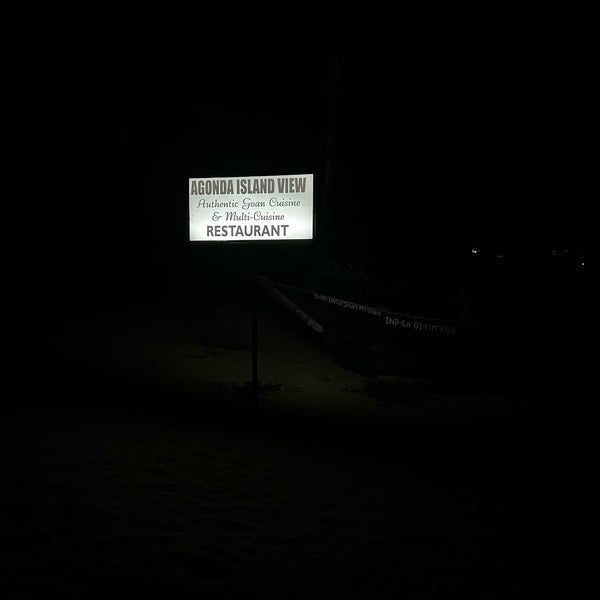 AGONDA ISLAND VIEW
Authentic Goan Cuisine
& Multi-Cuisine
RESTAURANT